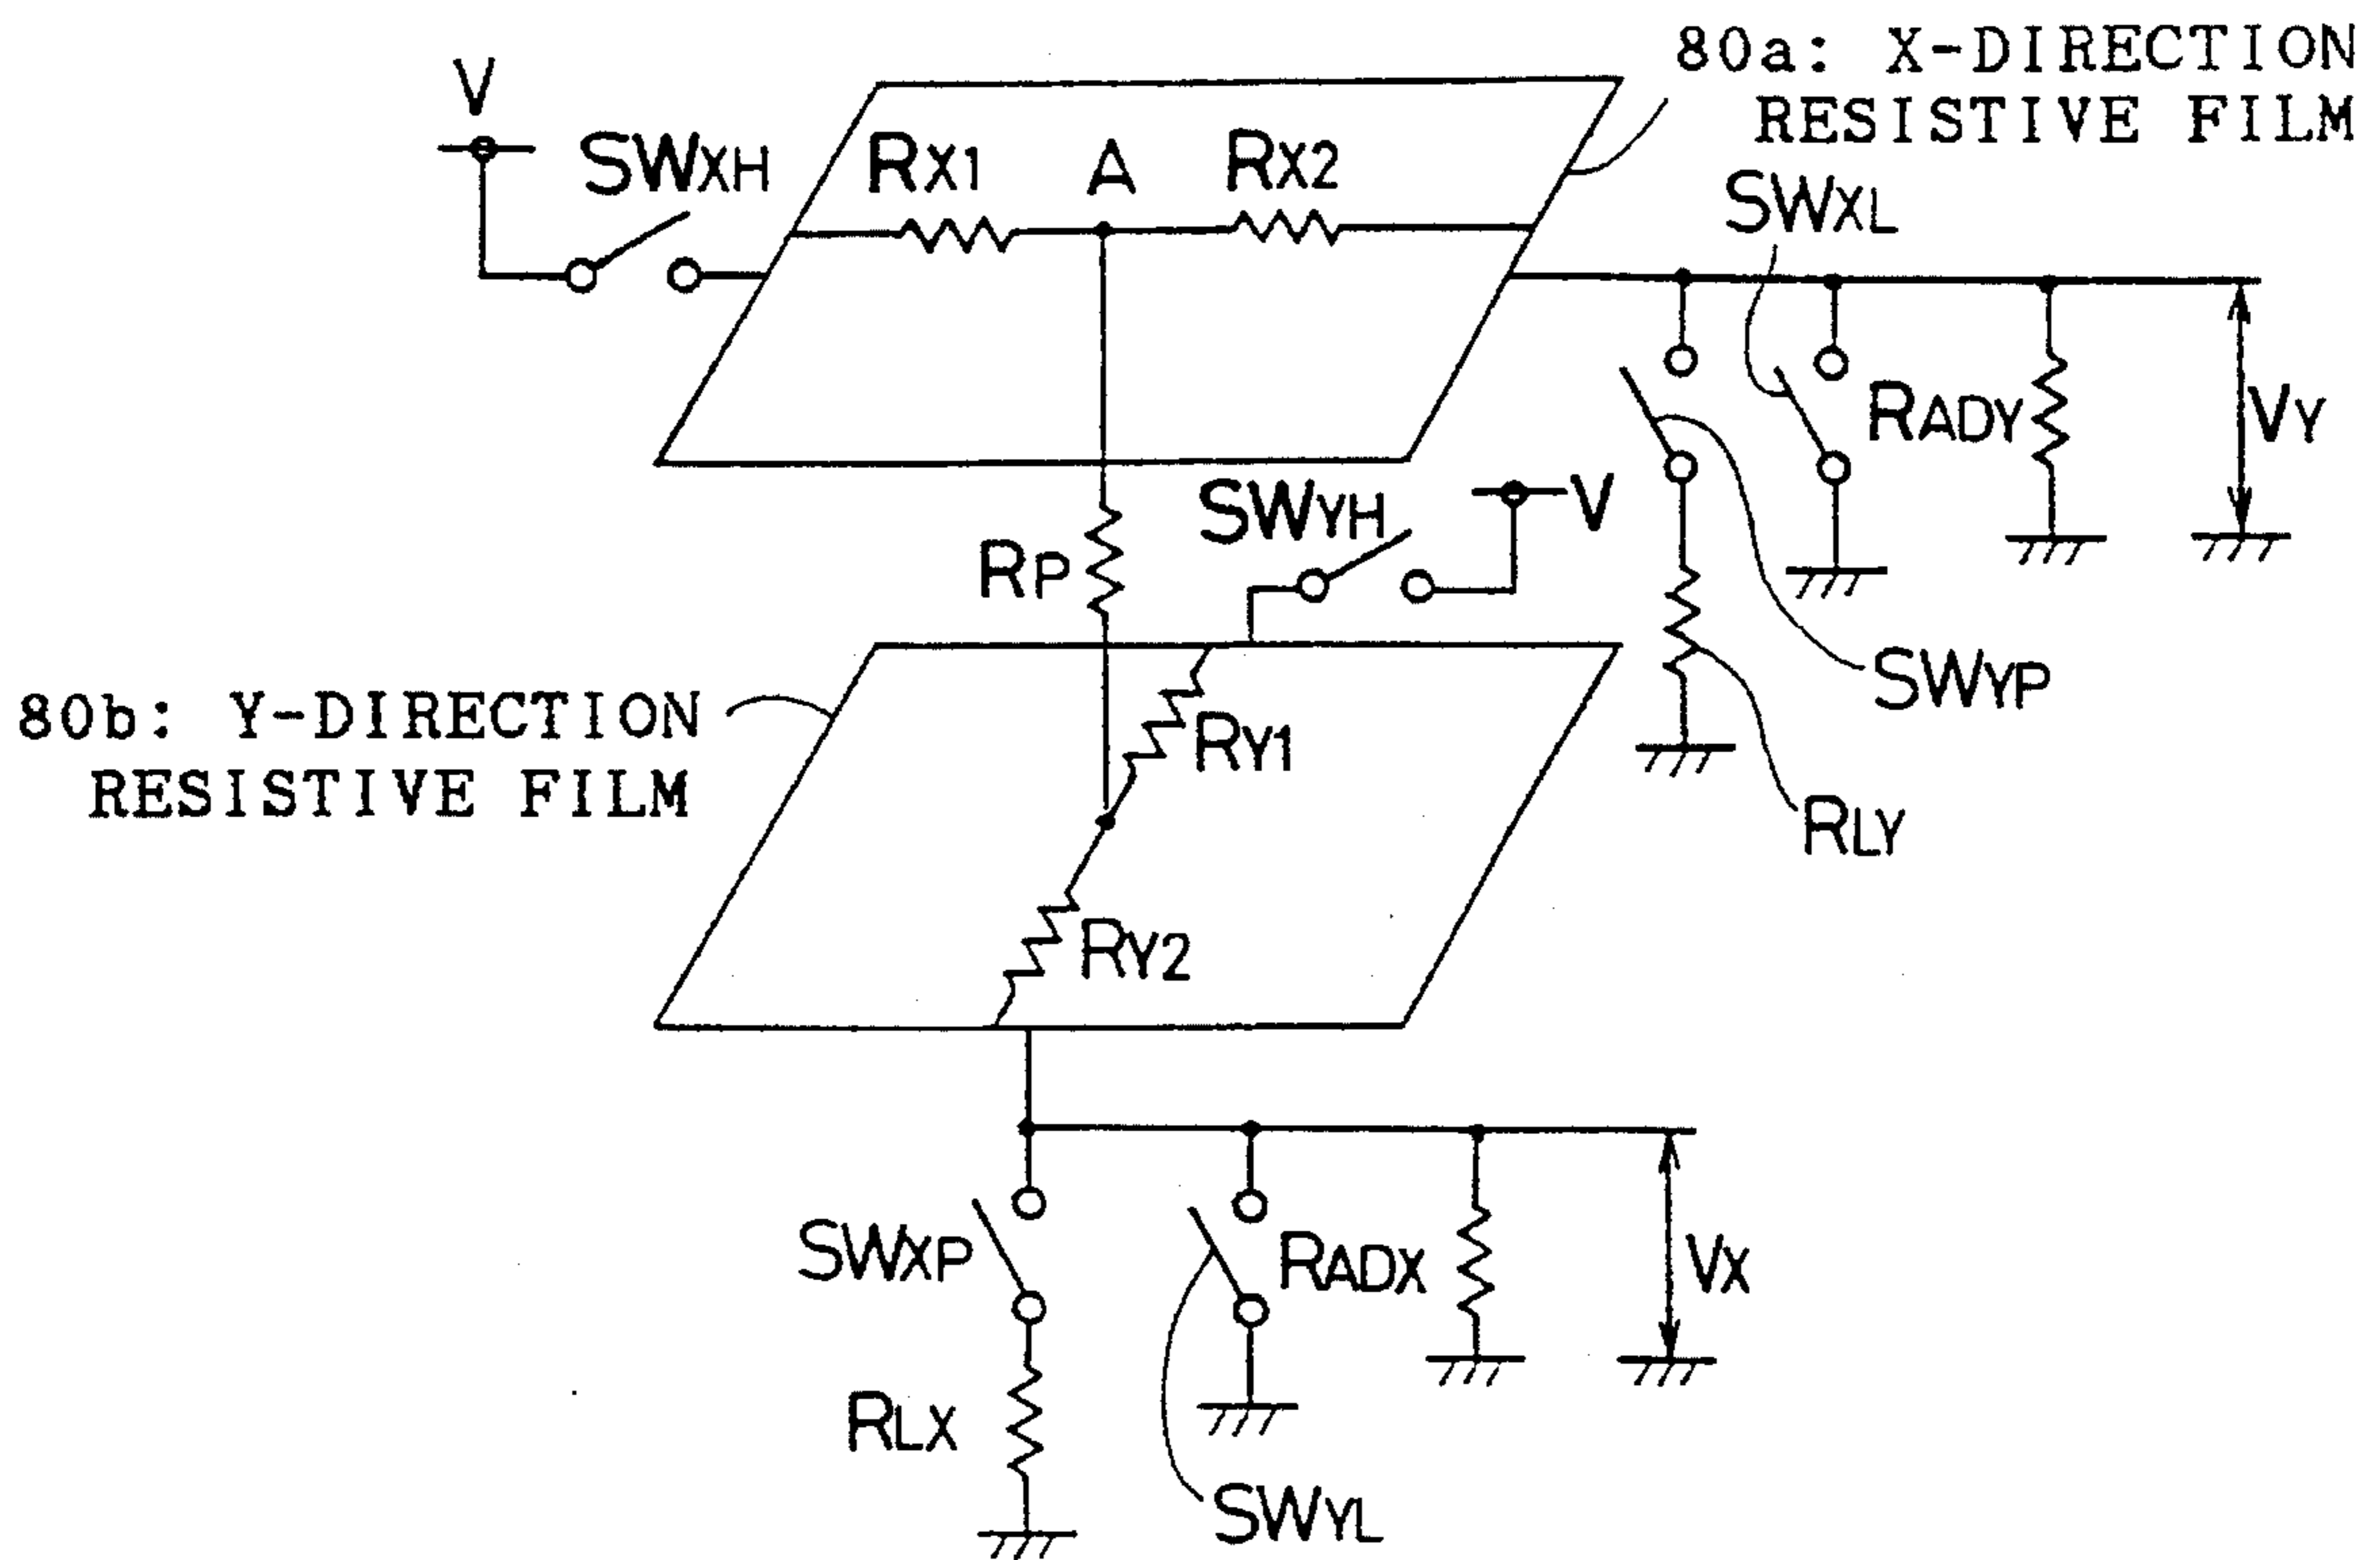 80a: X-DIRECTION
RESISTIVE FILM
V
SWXH
RX1
A
RX2
SWXL
RADY
VY
SWYH
V
RP
SWYP
80b: Y-DIRECTION
RESISTIVE FILM
RY1
RLY
RY2
SWXP
RADX
VX
RLX
SWYL